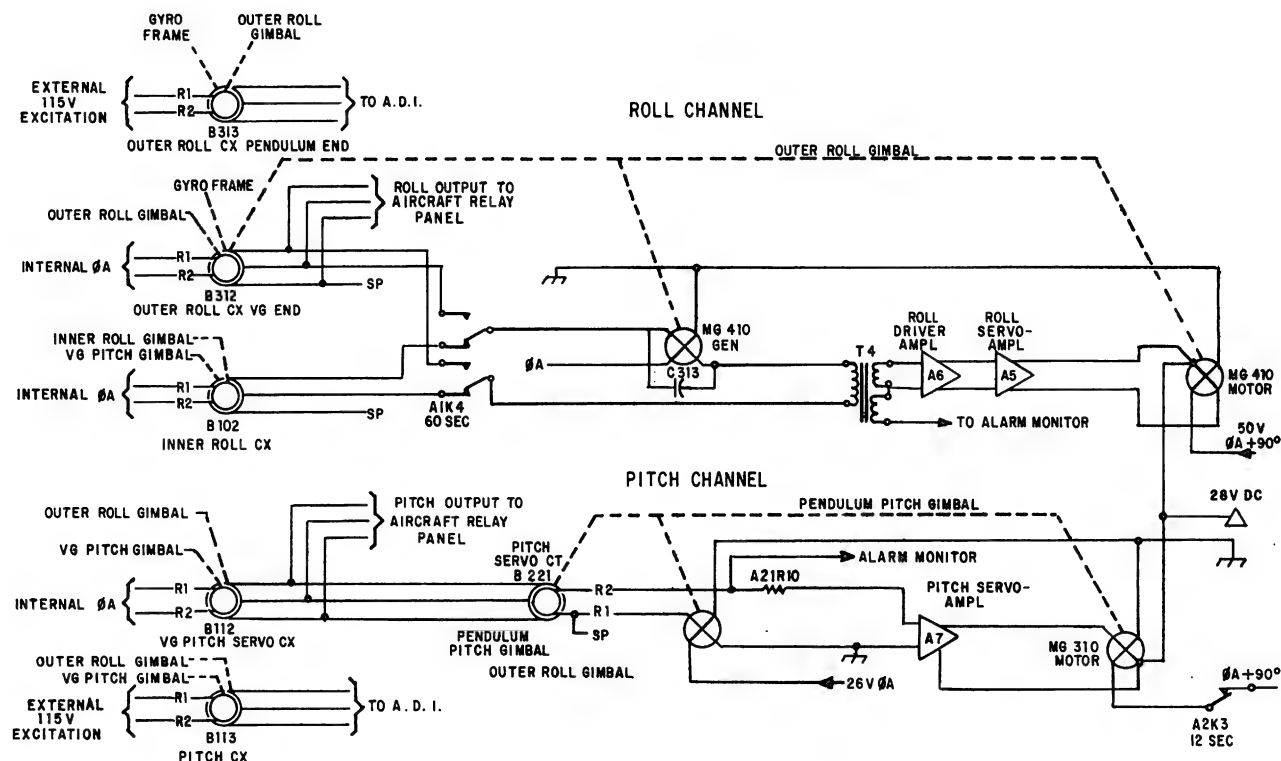 GYRO
FRAME
OUTER ROLL
GIMBAL
EXTERNAL
115V
EXCITATION
R1
R2
TO A.D.I.
B313
OUTER ROLL CX PENDULUM END
ROLL CHANNEL
OUTER ROLL GIMBAL
GYRO FRAME
OUTER ROLL GIMBAL
ROLL OUTPUT TO
AIRCRAFT RELAY
PANEL
INTERNAL ØA
R1
R2
SP
B312
OUTER ROLL CX VG END
INNER ROLL GIMBAL
VG PITCH GIMBAL
INTERNAL ØA
R1
R2
SP
B102
INNER ROLL CX
A1K4
60 SEC
ØA
MG 410
GEN
C313
T4
ROLL
DRIVER
AMPL
A6
ROLL
SERVO-
AMPL
A5
TO ALARM MONITOR
MG 410
MOTOR
50V
ØA+90°
28V DC
PITCH CHANNEL
PENDULUM PITCH GIMBAL
OUTER ROLL GIMBAL
VG PITCH GIMBAL
PITCH OUTPUT TO
AIRCRAFT RELAY
PANEL
INTERNAL ØA
R1
R2
B112
VG PITCH SERVO CX
PITCH
SERVO CT
B 221
PENDULUM
PITCH GIMBAL
OUTER ROLL GIMBAL
R2
R1
SP
ALARM MONITOR
A21R10
26V ØA
PITCH SERVO-
AMPL
A7
MG 310
MOTOR
ØA+90°
A2K3
12 SEC
OUTER ROLL GIMBAL
VG PITCH GIMBAL
EXTERNAL
115V
EXCITATION
R1
R2
TO A.D.I.
B113
PITCH CX